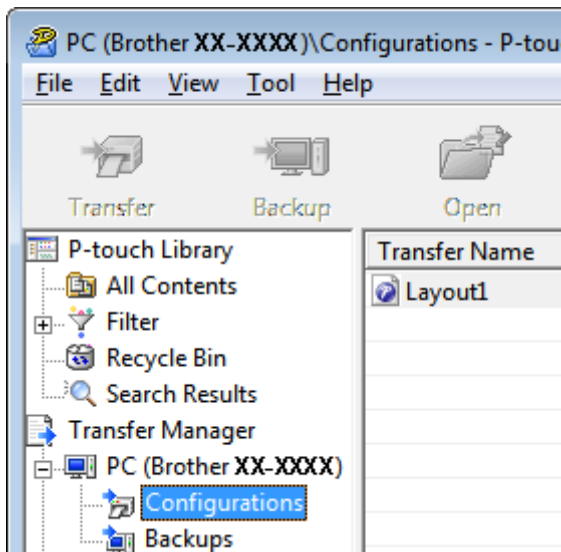 PC (Brother XX-XXXX)\Configurations - P-tou
File Edit View Tool Help
Transfer Backup Open
P-touch Library
All Contents
Filter
Recycle Bin
Search Results
Transfer Manager
PC (Brother XX-XXXX)
Configurations
Backups
Transfer Name
Layout1